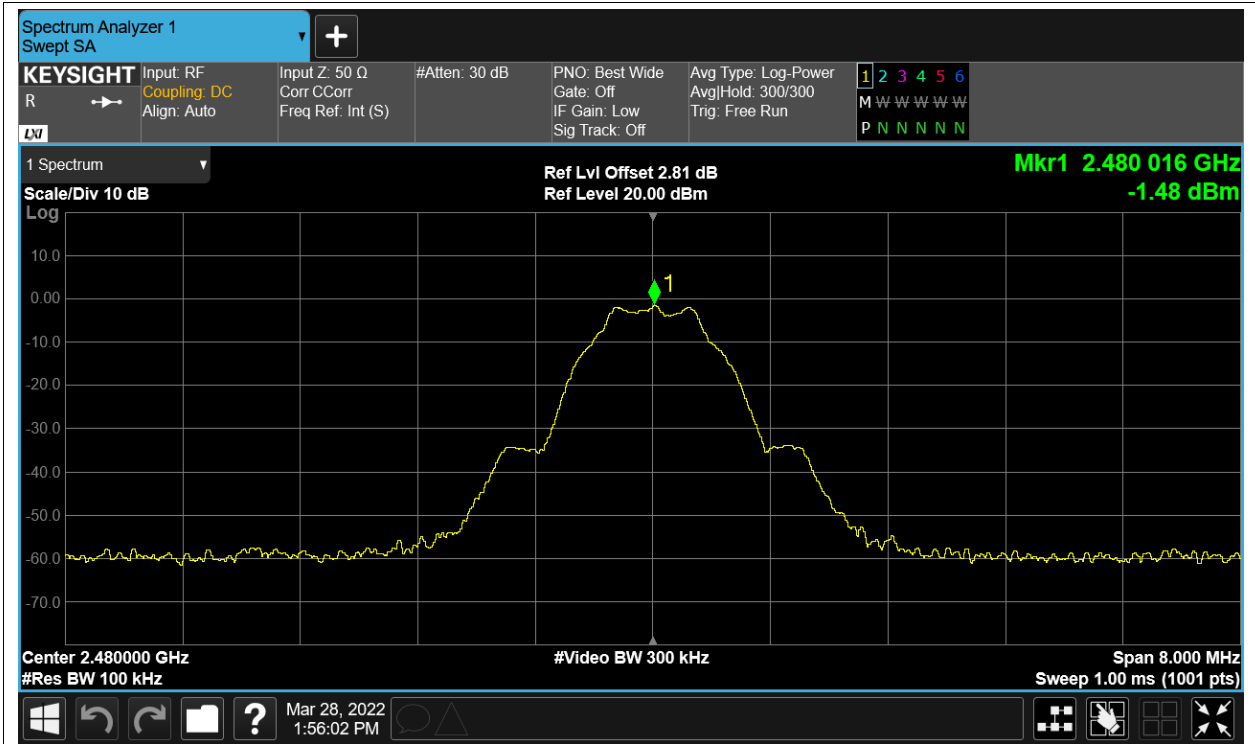 Spectrum Analyzer 1
Swept SA
+
KEYSIGHT
R
LXI
Input: RF
Coupling: DC
Align: Auto
Input Z: 50 Ω
Corr CCorr
Freq Ref: Int (S)
#Atten: 30 dB
PNO: Best Wide
Gate: Off
IF Gain: Low
Sig Track: Off
Avg Type: Log-Power
Avg|Hold: 300/300
Trig: Free Run
1 2 3 4 5 6
M W W W W W
P N N N N N
1 Spectrum
Scale/Div 10 dB
Log
Ref Lvl Offset 2.81 dB
Ref Level 20.00 dBm
Mkr1 2.480 016 GHz
-1.48 dBm
1
10.0
0.00
-10.0
-20.0
-30.0
-40.0
-50.0
-60.0
-70.0
Center 2.480000 GHz
#Video BW 300 kHz
Span 8.000 MHz
#Res BW 100 kHz
Sweep 1.00 ms (1001 pts)
?
Mar 28, 2022
1:56:02 PM